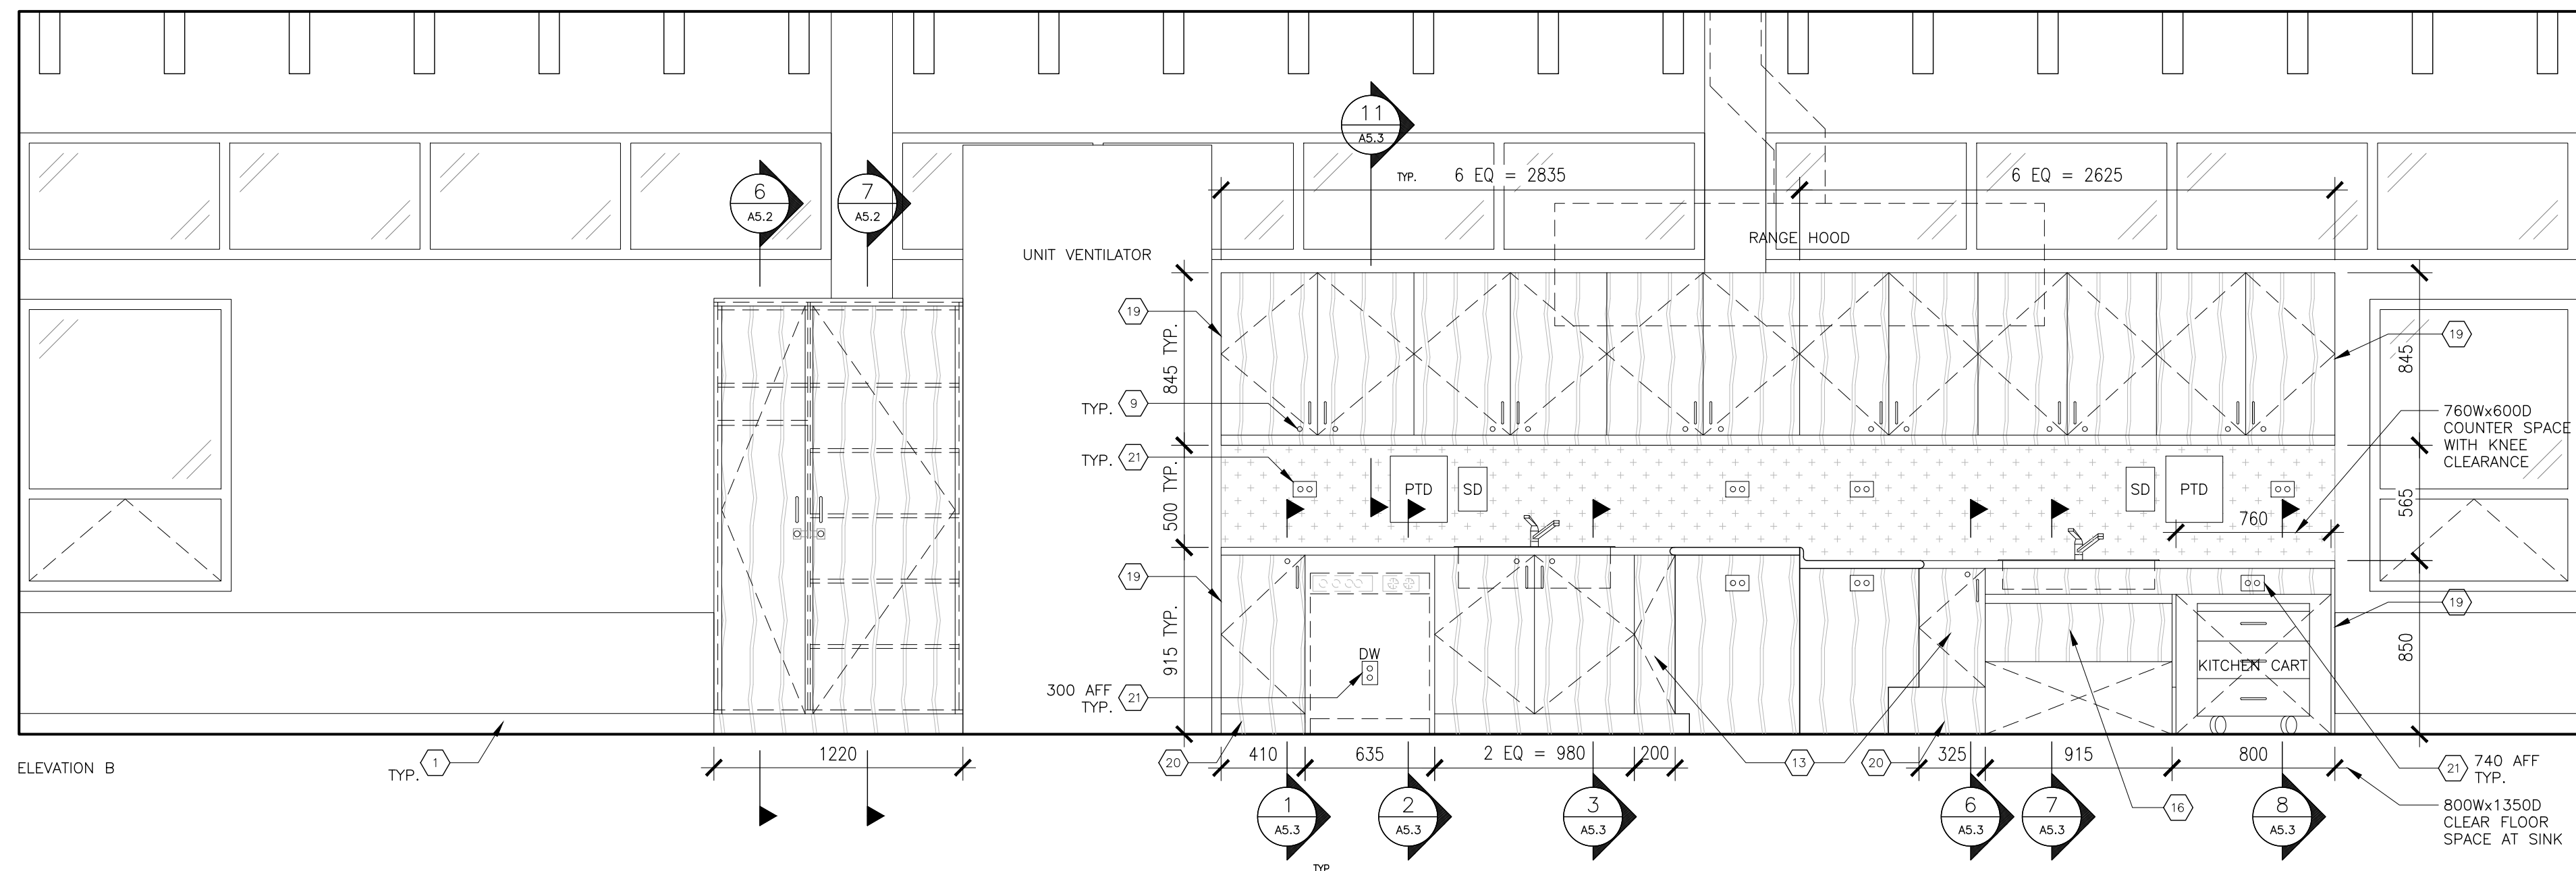 11
A5.3
TYP.
6 EQ = 2835
6 EQ = 2625
6
A5.2
7
A5.2
RANGE HOOD
UNIT VENTILATOR
19
845 TYP.
19
845
TYP.
9
760Wx600D
COUNTER SPACE
WITH KNEE
CLEARANCE
TYP.
21
500 TYP.
PTD
SD
SD
PTD
760
565
19
19
915 TYP.
DW
KITCHEN CART
850
300 AFF
TYP.
21
ELEVATION B
TYP.
1
1220
20
410
635
2 EQ = 980
200
13
20
325
915
800
21
740 AFF
TYP.
16
800Wx1350D
CLEAR FLOOR
SPACE AT SINK
1
A5.3
2
A5.3
3
A5.3
6
A5.3
7
A5.3
8
A5.3
TYP